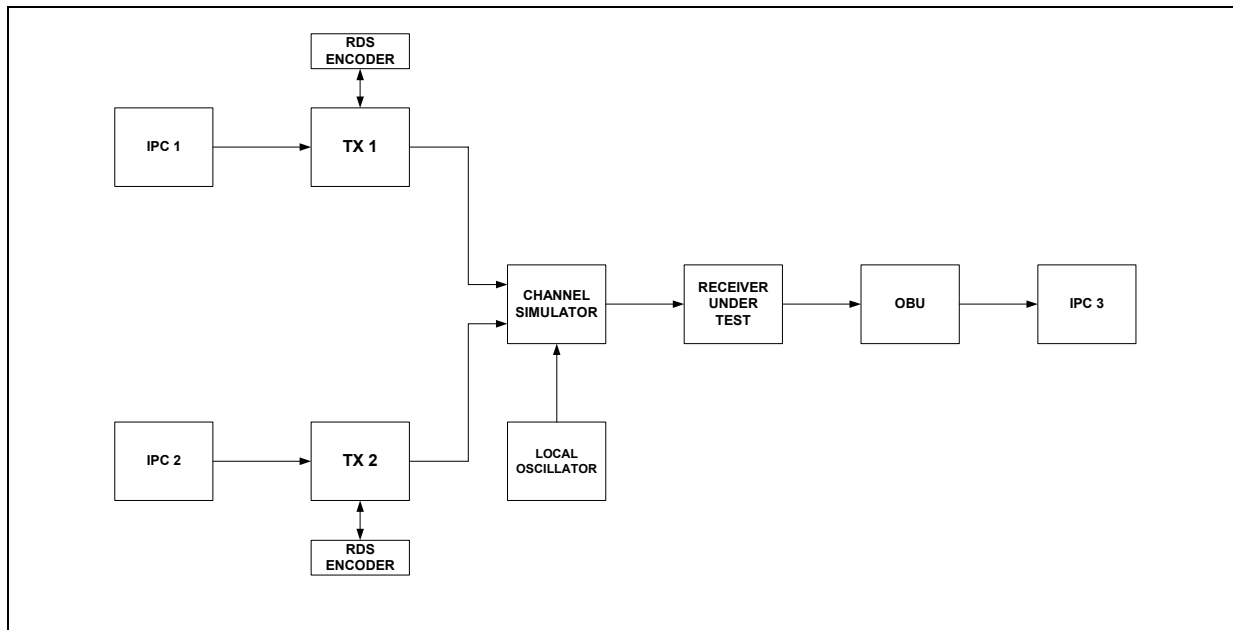 RDS
ENCODER
IPC 1
TX 1
CHANNEL
SIMULATOR
RECEIVER
UNDER
TEST
OBU
IPC 3
IPC 2
TX 2
LOCAL
OSCILLATOR
RDS
ENCODER